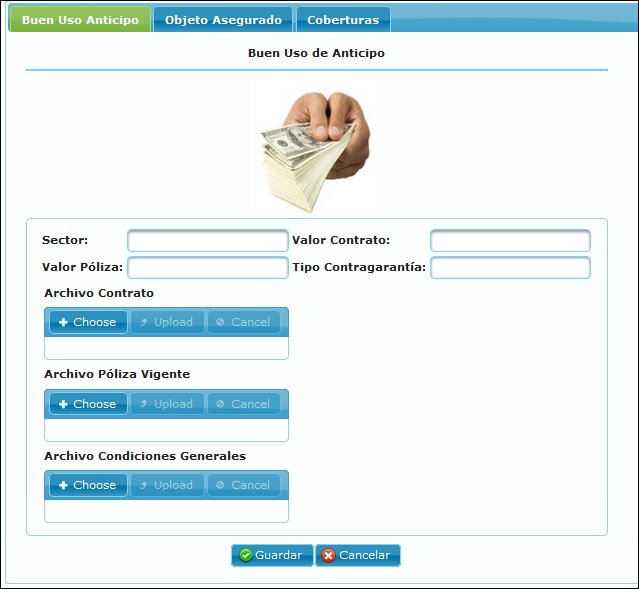 Buen Uso Anticipo Objeto Asegurado Coberturas
Buen Uso de Anticipo
Sector: Valor Contrato:
Valor Póliza: Tipo Contragarantía:
Archivo Contrato
Choose Upload Cancel
Archivo Póliza Vigente
Choose Upload Cancel
Archivo Condiciones Generales
Choose Upload Cancel
Guardar Cancelar